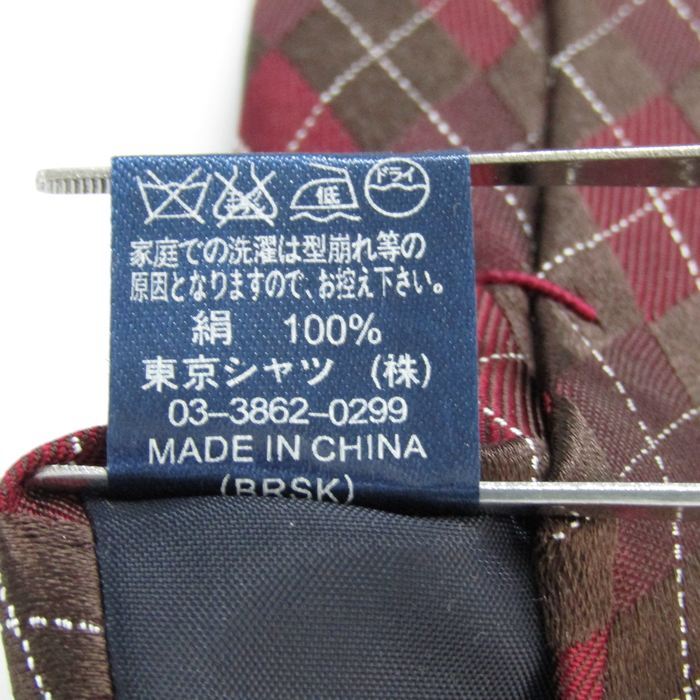 低 ドライ
家庭での洗濯は型崩れ等の
原因となりますので、お控え下さい。
絹 100%
東京シャツ (株)
03-3862-0299
MADE IN CHINA
(BRSK)